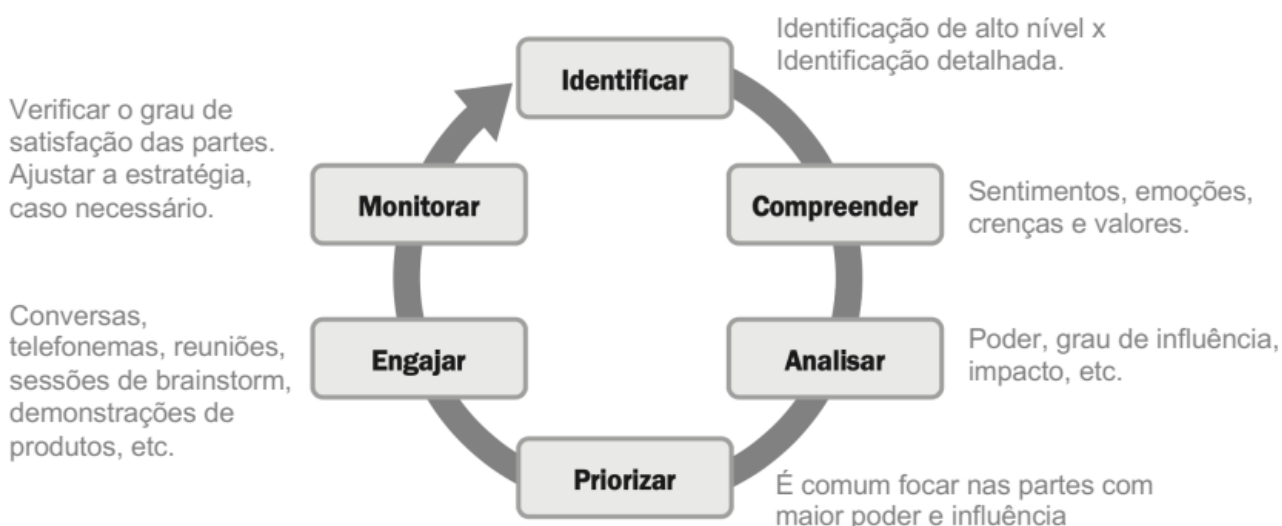 Identificar
Identificação de alto nível x
Identificação detalhada.
Compreender
Sentimentos, emoções,
crenças e valores.
Analisar
Poder, grau de influência,
impacto, etc.
Priorizar
É comum focar nas partes com
maior poder e influência
Engajar
Conversas,
telefonemas, reuniões,
sessões de brainstorm,
demonstrações de
produtos, etc.
Monitorar
Verificar o grau de
satisfação das partes.
Ajustar a estratégia,
caso necessário.